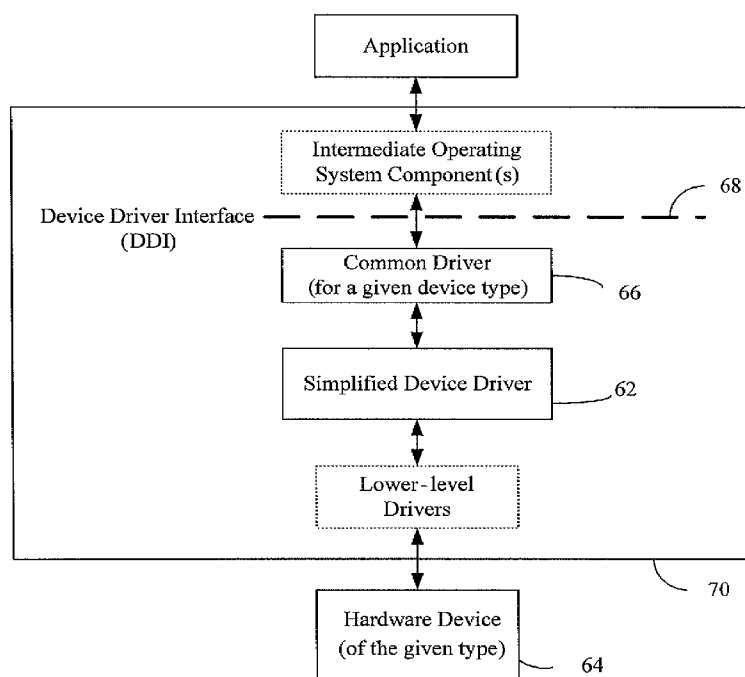 Application
Intermediate Operating
System Component(s)
68
Device Driver Interface
(DDI)
Common Driver
(for a given device type)
66
Simplified Device Driver
62
Lower-level
Drivers
70
Hardware Device
(of the given type)
64